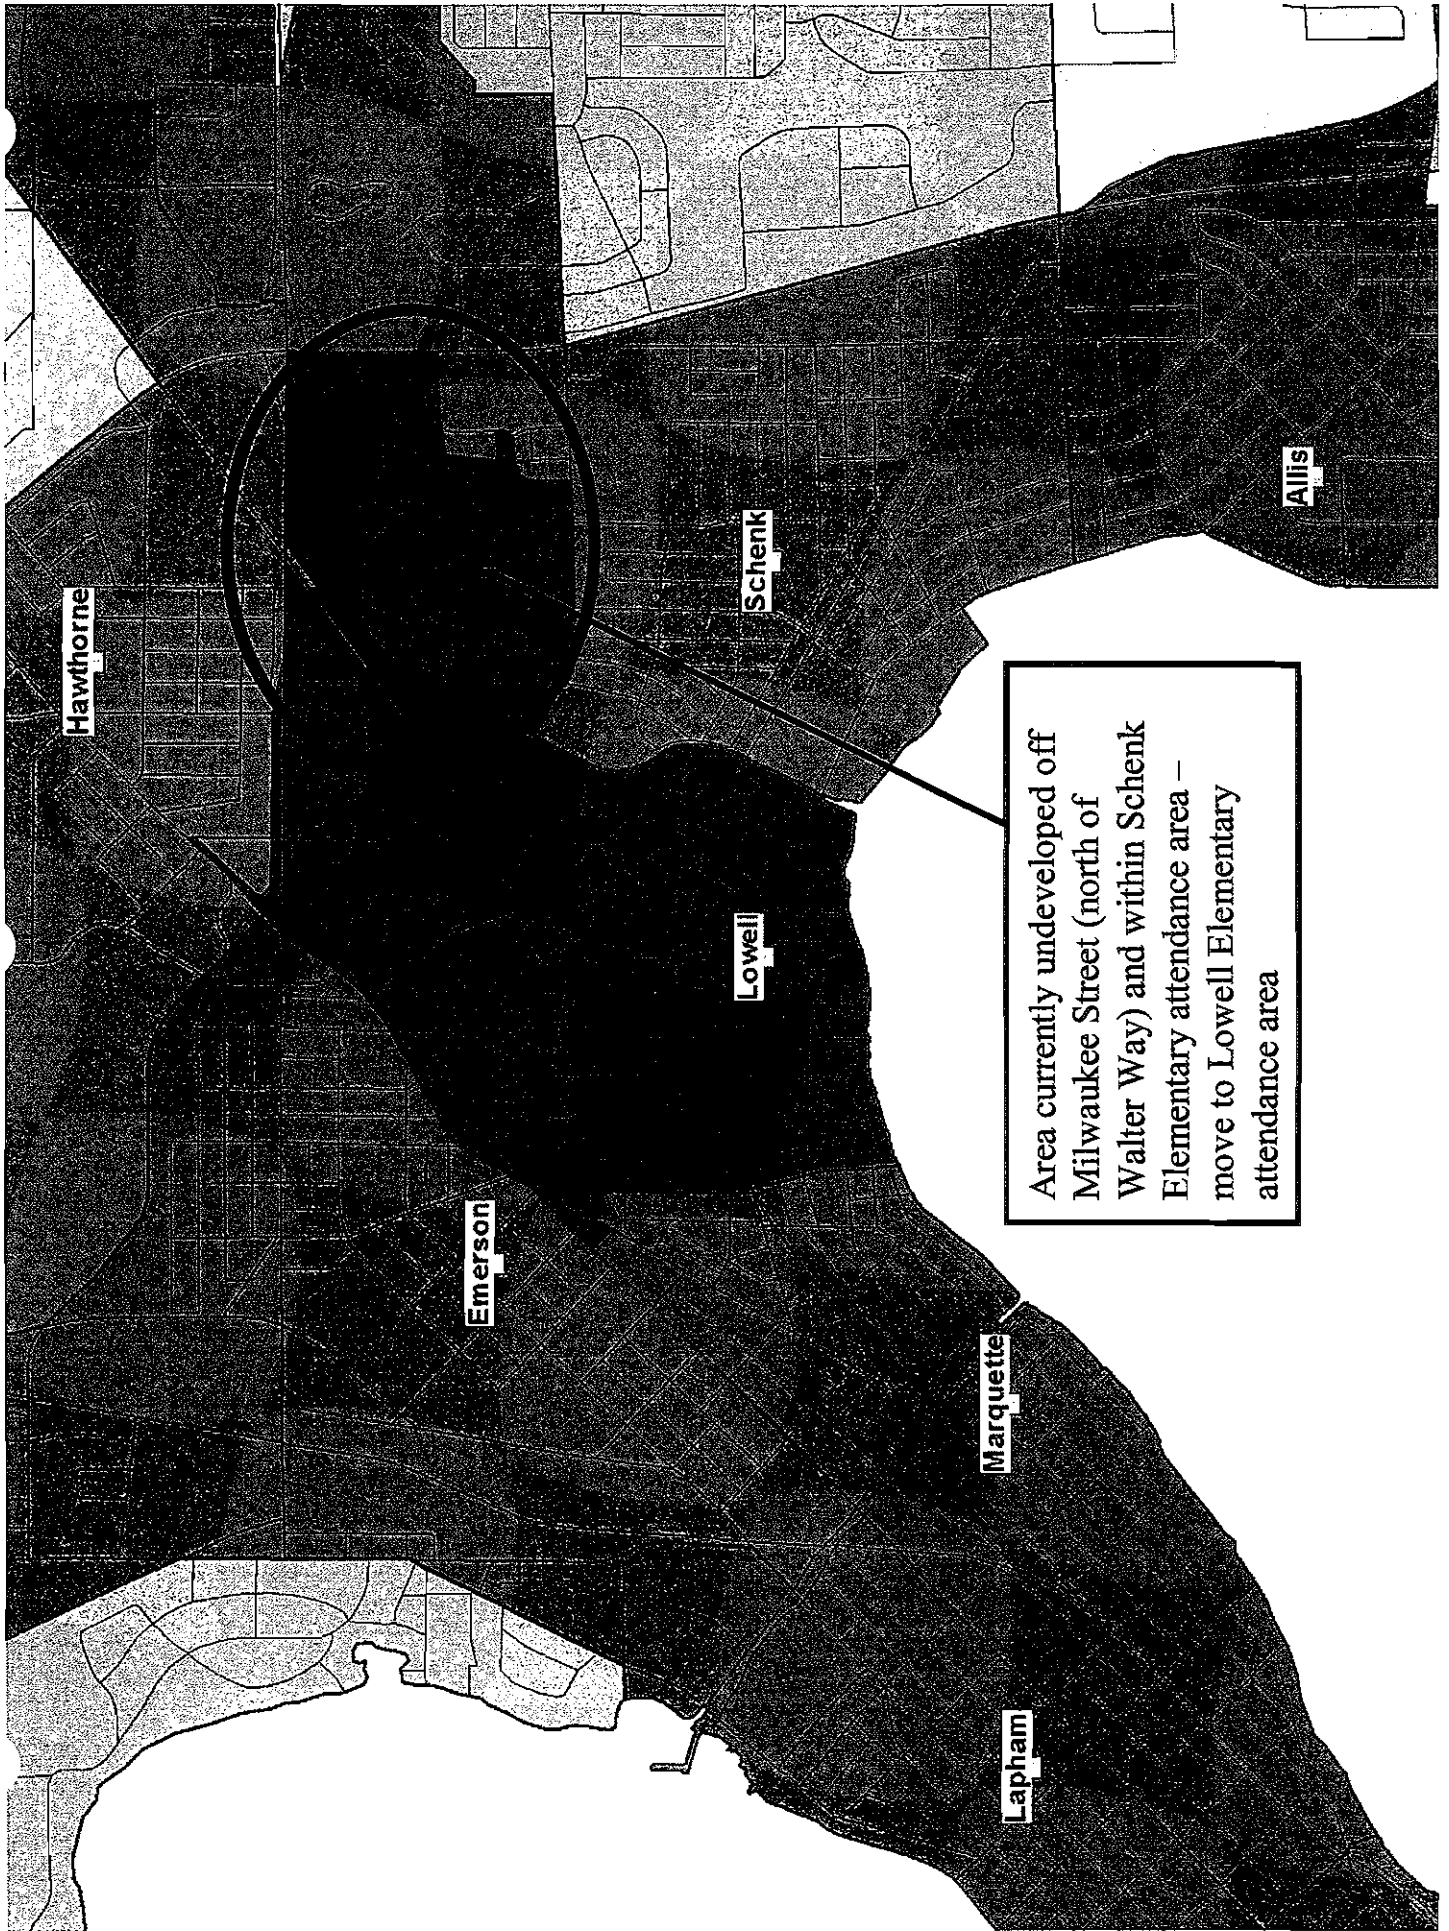 Hawthorne
Schenk
Allis
Lowell
Emerson
Marquette
Lapham
Area currently undeveloped off
Milwaukee Street (north of
Walter Way) and within Schenk
Elementary attendance area –
move to Lowell Elementary
attendance area